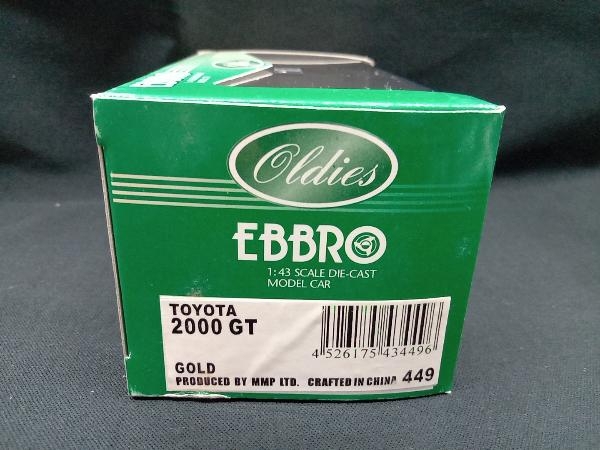 Oldies
EBBRO
1:43 SCALE DIE-CAST
MODEL CAR
TOYOTA
2000 GT
4 526175 434496
GOLD
PRODUCED BY MMP LTD. CRAFTED IN CHINA 449